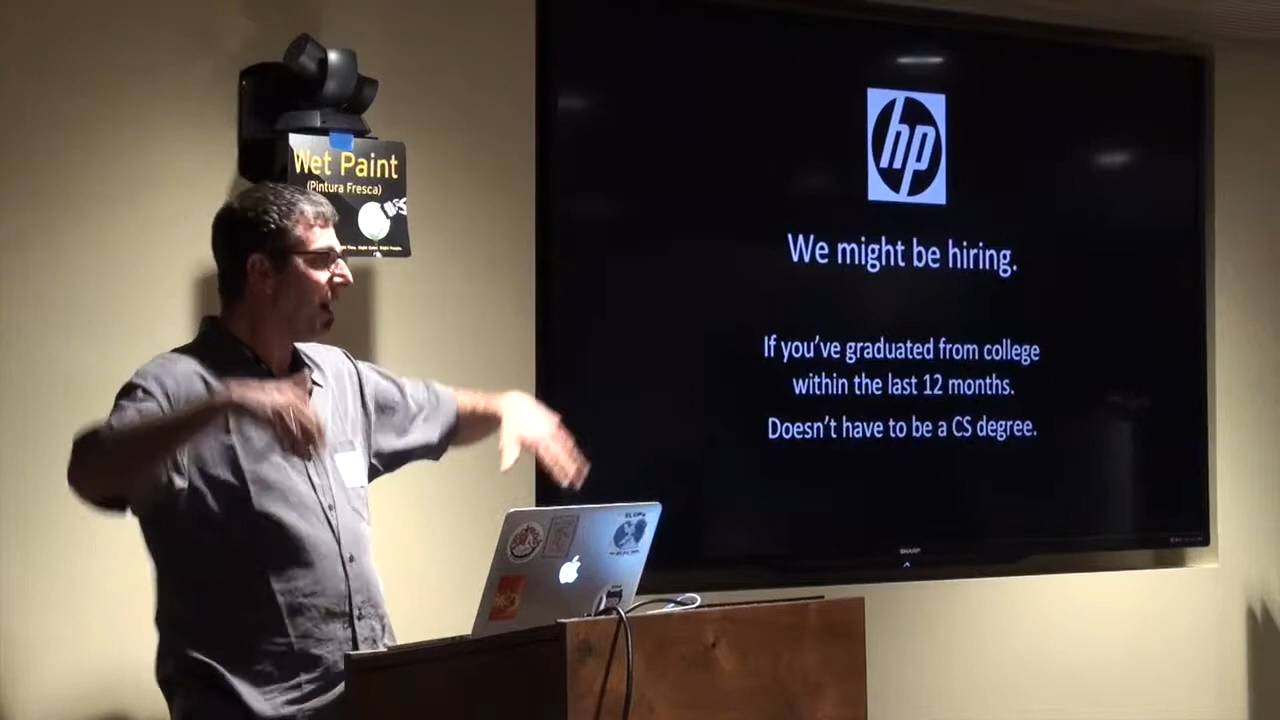 Wet Paint
(Pintura Fresca)
hp
We might be hiring.
If you've graduated from college
within the last 12 months.
Doesn't have to be a CS degree.
SHARP